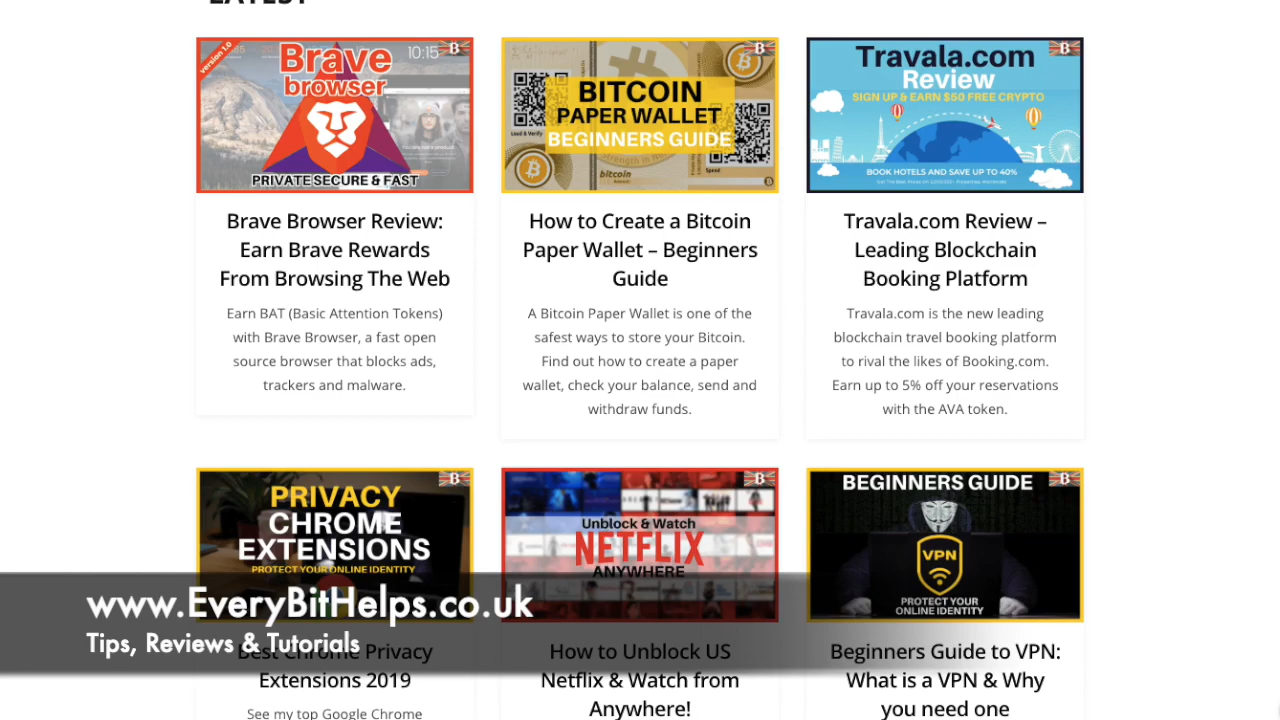 LATEST
version 1.0
Brave
browser
10:15
B
PRIVATE SECURE & FAST
B
BITCOIN
PAPER WALLET
BEGINNERS GUIDE
Load & Verify
Spend
bitcoin
Travala.com
B
Review
SIGN UP & EARN $50 FREE CRYPTO
BOOK HOTELS AND SAVE UP TO 40%
Brave Browser Review:
Earn Brave Rewards
From Browsing The Web
Earn BAT (Basic Attention Tokens)
with Brave Browser, a fast open
source browser that blocks ads,
trackers and malware.
How to Create a Bitcoin
Paper Wallet – Beginners
Guide
A Bitcoin Paper Wallet is one of the
safest ways to store your Bitcoin.
Find out how to create a paper
wallet, check your balance, send and
withdraw funds.
Travala.com Review –
Leading Blockchain
Booking Platform
Travala.com is the new leading
blockchain travel booking platform
to rival the likes of Booking.com.
Earn up to 5% off your reservations
with the AVA token.
B
PRIVACY
CHROME
EXTENSIONS
PROTECT YOUR ONLINE IDENTITY
B
Unblock & Watch
NETFLIX
ANYWHERE
BEGINNERS GUIDE
B
VPN
PROTECT YOUR
ONLINE IDENTITY
www.EveryBitHelps.co.uk
Tips, Reviews & Tutorials
Best Chrome Privacy
Extensions 2019
See my top Google Chrome
How to Unblock US
Netflix & Watch from
Anywhere!
Beginners Guide to VPN:
What is a VPN & Why
you need one